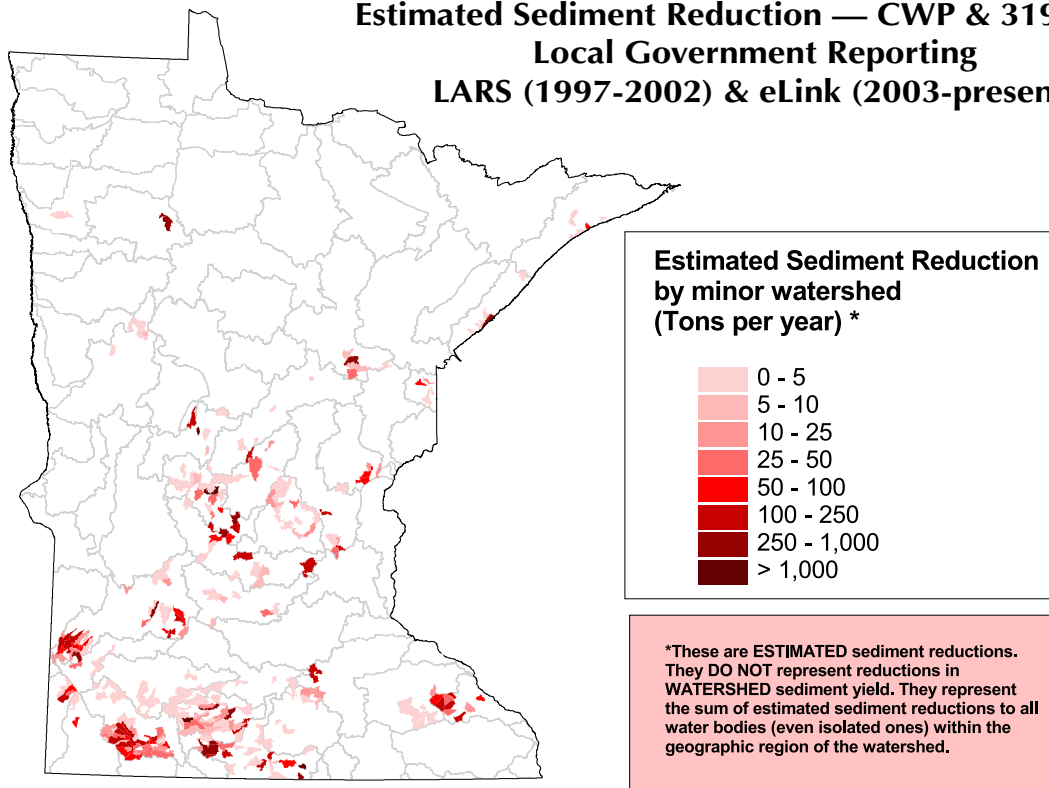 Estimated Sediment Reduction — CWP & 319
Local Government Reporting
LARS (1997-2002) & eLink (2003-presen
Estimated Sediment Reduction
by minor watershed
(Tons per year) *
0 - 5
5 - 10
10 - 25
25 - 50
50 - 100
100 - 250
250 - 1,000
> 1,000
*These are ESTIMATED sediment reductions.
They DO NOT represent reductions in
WATERSHED sediment yield. They represent
the sum of estimated sediment reductions to all
water bodies (even isolated ones) within the
geographic region of the watershed.